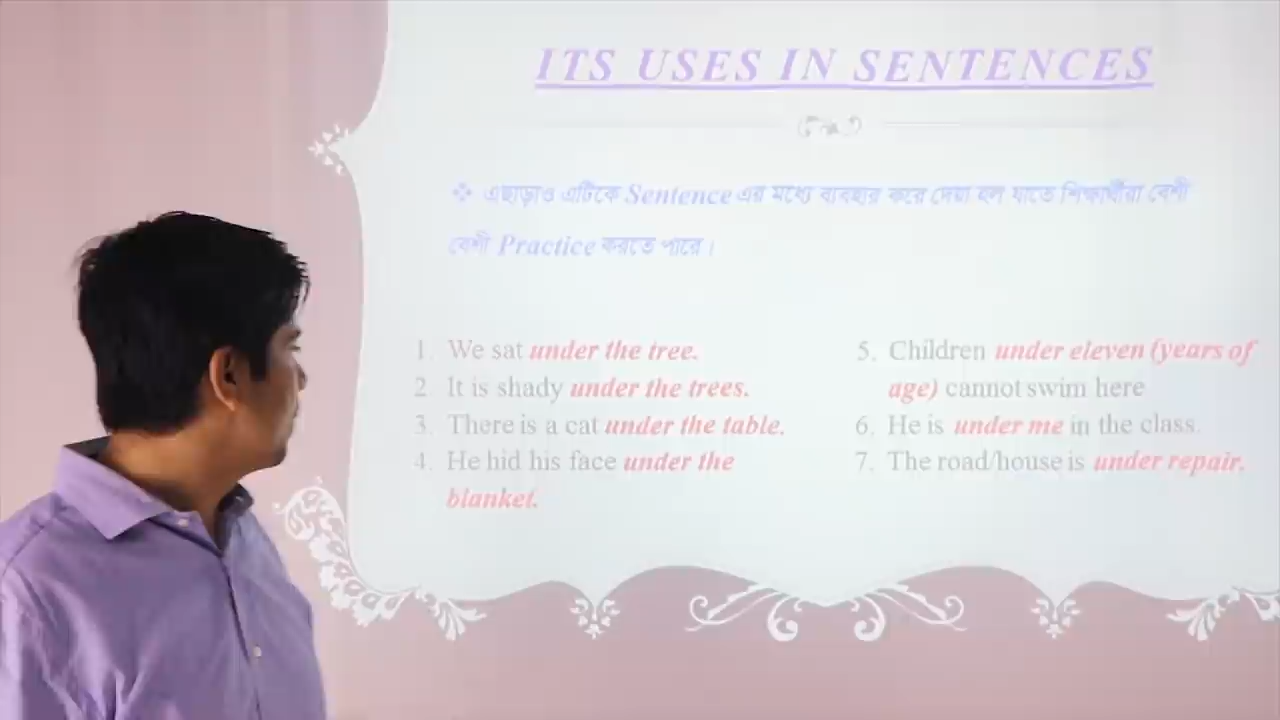 ITS USES IN SENTENCES
❖ এছাড়াও এটিকে Sentence এর মধ্যে ব্যবহার করে দেয়া হল যাতে শিক্ষার্থীরা বেশী
বেশী Practice করতে পারে।
1. We sat under the tree.
2. It is shady under the trees.
3. There is a cat under the table.
4. He hid his face under the
blanket.
5. Children under eleven (years of
age) cannot swim here
6. He is under me in the class.
7. The road/house is under repair.